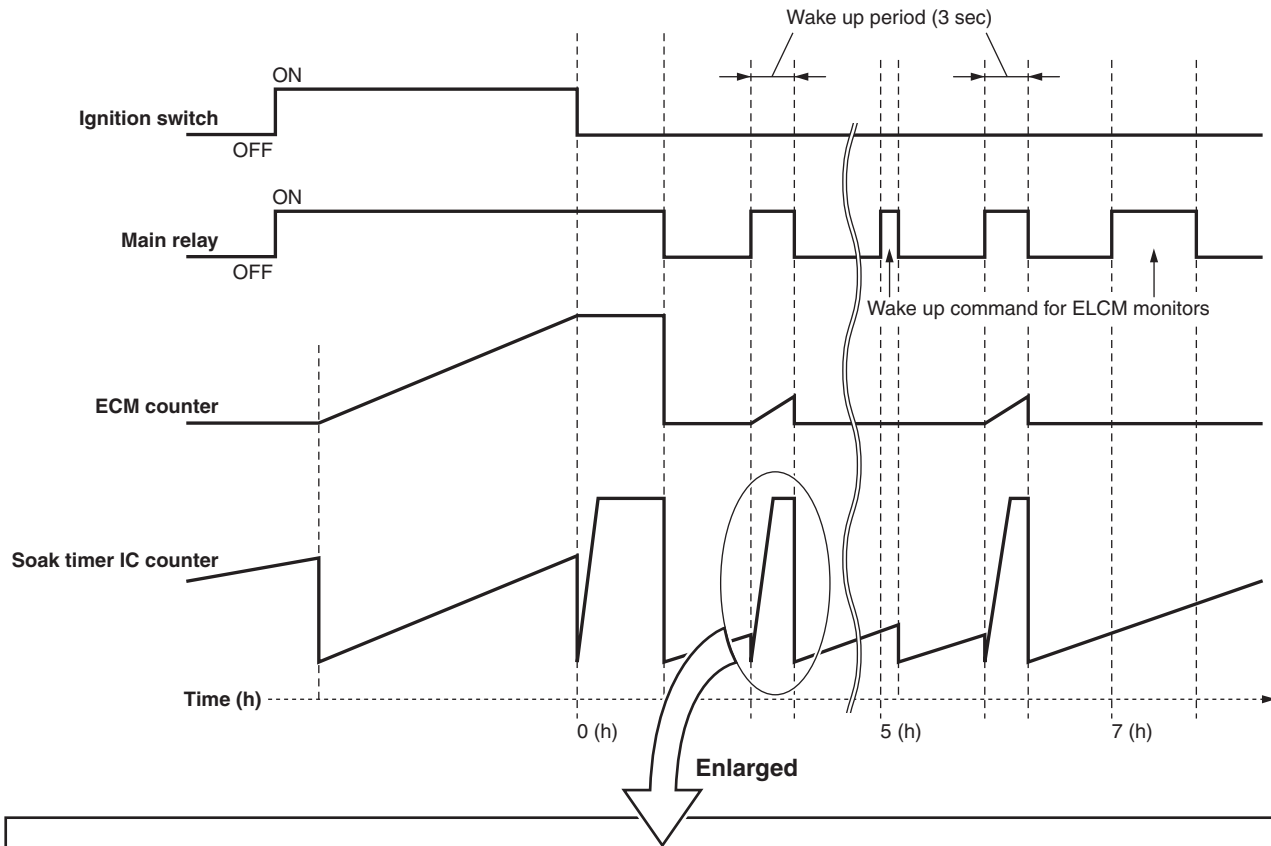 Wake up period (3 sec)
ON
Ignition switch
OFF
ON
Main relay
OFF
Wake up command for ELCM monitors
ECM counter
Soak timer IC counter
Time (h)
0 (h)
5 (h)
7 (h)
Enlarged